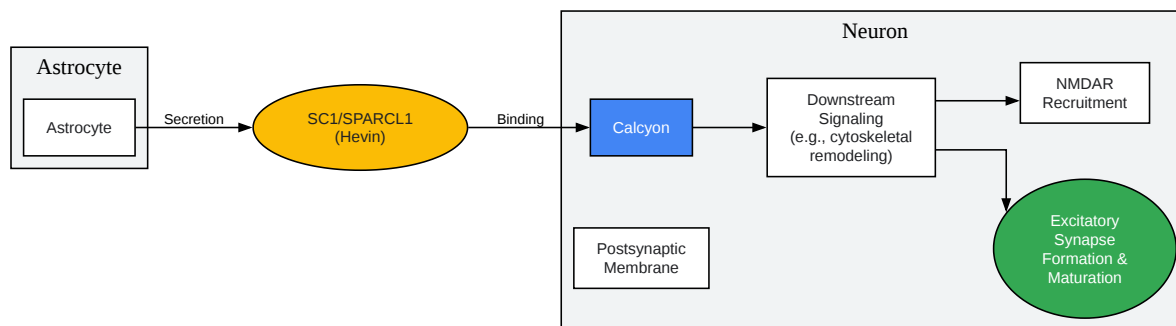 Astrocyte
Astrocyte
Secretion
SC1/SPARCL1
(Hevin)
Binding
Neuron
Calcyon
Downstream
Signaling
(e.g., cytoskeletal
remodeling)
NMDAR
Recruitment
Postsynaptic
Membrane
Excitatory
Synapse
Formation &
Maturation